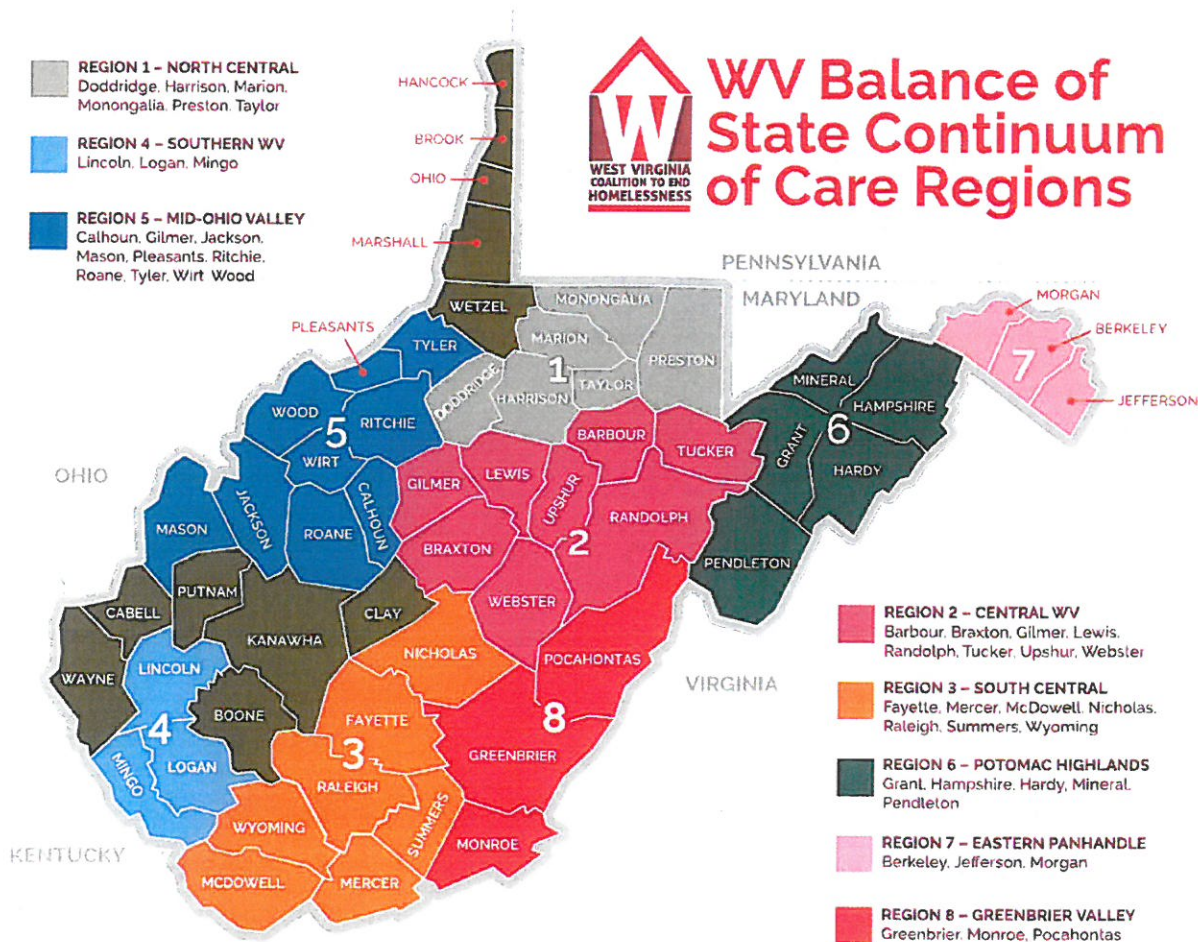 REGION 1 – NORTH CENTRAL
Doddridge, Harrison, Marion,
Monongalia, Preston, Taylor
REGION 4 – SOUTHERN WV
Lincoln, Logan, Mingo
REGION 5 – MID-OHIO VALLEY
Calhoun, Gilmer, Jackson,
Mason, Pleasants, Ritchie,
Roane, Tyler, Wirt Wood
W
WEST VIRGINIA
COALITION TO END
HOMELESSNESS
WV Balance of
State Continuum
of Care Regions
HANCOCK
BROOK
OHIO
MARSHALL
PENNSYLVANIA
MARYLAND
WETZEL
MONONGALIA
MORGAN
PLEASANTS
TYLER
MARION
PRESTON
BERKELEY
1
7
DODDRIDGE
HARRISON
TAYLOR
MINERAL
JEFFERSON
WOOD
RITCHIE
5
HAMPSHIRE
6
BARBOUR
TUCKER
GRANT
HARDY
OHIO
WIRT
GILMER
LEWIS
UPSHUR
RANDOLPH
JACKSON
CALHOUN
MASON
ROANE
BRAXTON
2
PENDLETON
PUTNAM
CABELL
CLAY
WEBSTER
KANAWHA
NICHOLAS
POCAHONTAS
WAYNE
LINCOLN
VIRGINIA
BOONE
FAYETTE
4
8
3
GREENBRIER
MINGO
LOGAN
RALEIGH
SUMMERS
WYOMING
MONROE
KENTUCKY
MCDOWELL
MERCER
REGION 2 – CENTRAL WV
Barbour, Braxton, Gilmer, Lewis,
Randolph, Tucker, Upshur, Webster
REGION 3 – SOUTH CENTRAL
Fayette, Mercer, McDowell, Nicholas,
Raleigh, Summers, Wyoming
REGION 6 – POTOMAC HIGHLANDS
Grant, Hampshire, Hardy, Mineral,
Pendleton
REGION 7 – EASTERN PANHANDLE
Berkeley, Jefferson, Morgan
REGION 8 – GREENBRIER VALLEY
Greenbrier, Monroe, Pocahontas